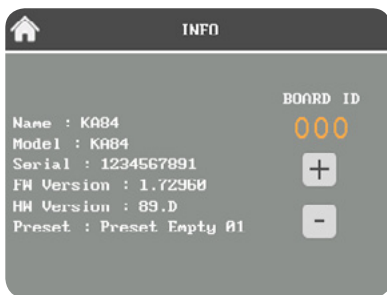 INFO
BOARD ID
000
Name : KA84
Model : KA84
Serial : 1234567891
FW Version : 1.72960
HW Version : 89.D
Preset : Preset Empty 01
+
-